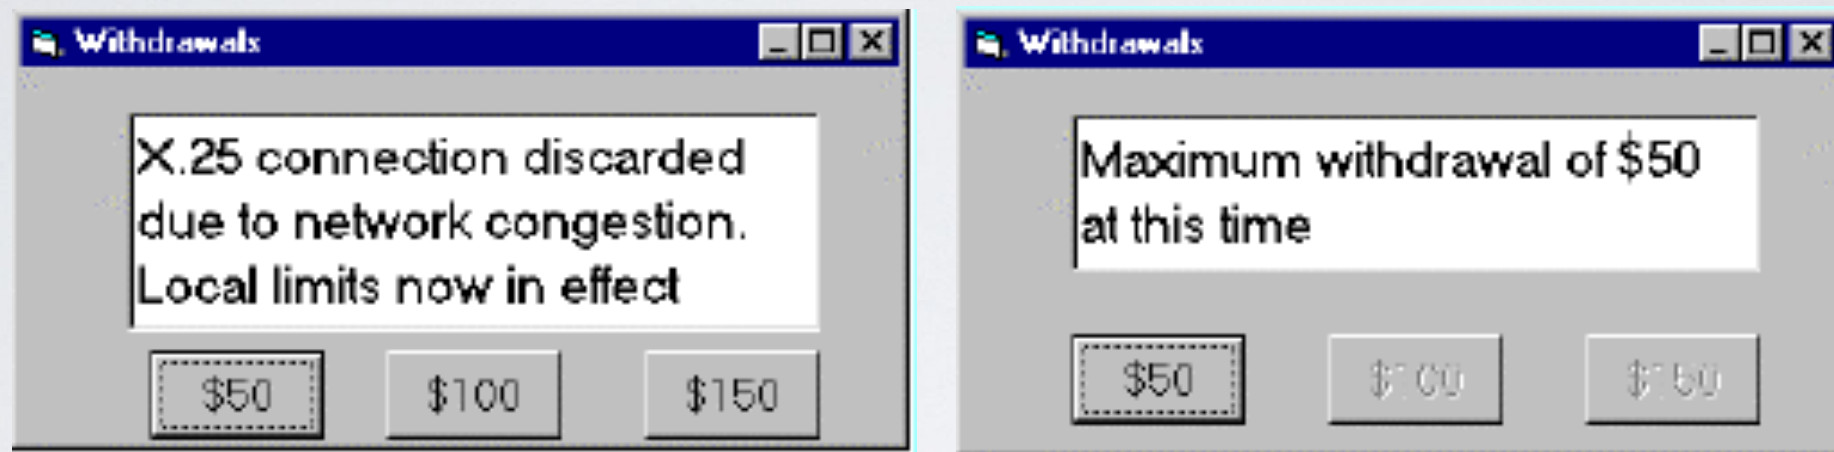 Withdrawals
X.25 connection discarded
due to network congestion.
Local limits now in effect
$50 $100 $150
Withdrawals
Maximum withdrawal of $50
at this time
$50 $100 $150